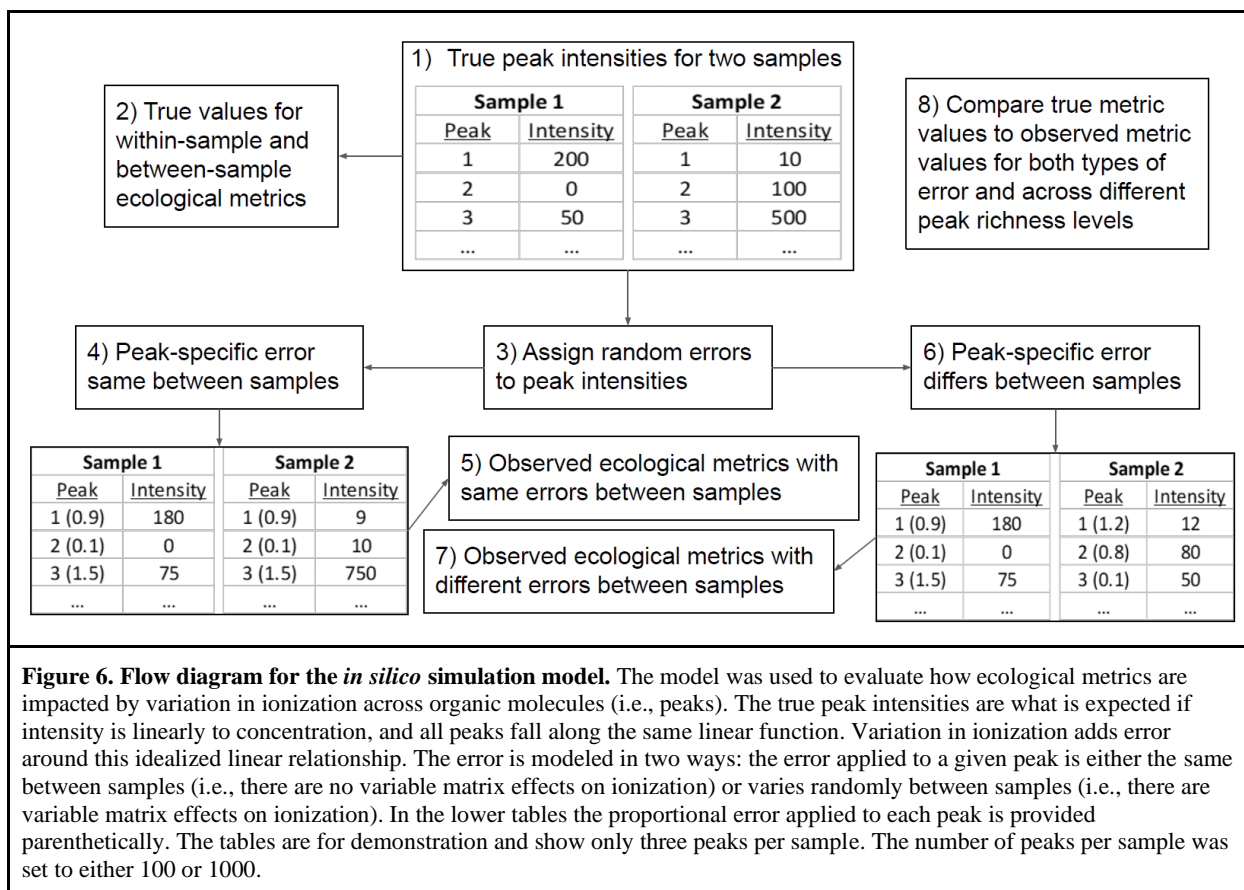 1) True peak intensities for two samples
Sample 1 Sample 2
Peak Intensity Peak Intensity
1 200 1 10
2 0 2 100
3 50 3 500
... ... ... ...
2) True values for
within-sample and
between-sample
ecological metrics
8) Compare true metric
values to observed metric
values for both types of
error and across different
peak richness levels
4) Peak-specific error
same between samples
3) Assign random errors
to peak intensities
6) Peak-specific error
differs between samples
Sample 1 Sample 2
Peak Intensity Peak Intensity
1 (0.9) 180 1 (0.9) 9
2 (0.1) 0 2 (0.1) 10
3 (1.5) 75 3 (1.5) 750
... ... ... ...
5) Observed ecological metrics with
same errors between samples
7) Observed ecological metrics with
different errors between samples
Sample 1 Sample 2
Peak Intensity Peak Intensity
1 (0.9) 180 1 (1.2) 12
2 (0.1) 0 2 (0.8) 80
3 (1.5) 75 3 (0.1) 50
... ... ... ...
Figure 6. Flow diagram for the in silico simulation model. The model was used to evaluate how ecological metrics are
impacted by variation in ionization across organic molecules (i.e., peaks). The true peak intensities are what is expected if
intensity is linearly to concentration, and all peaks fall along the same linear function. Variation in ionization adds error
around this idealized linear relationship. The error is modeled in two ways: the error applied to a given peak is either the same
between samples (i.e., there are no variable matrix effects on ionization) or varies randomly between samples (i.e., there are
variable matrix effects on ionization). In the lower tables the proportional error applied to each peak is provided
parenthetically. The tables are for demonstration and show only three peaks per sample. The number of peaks per sample was
set to either 100 or 1000.